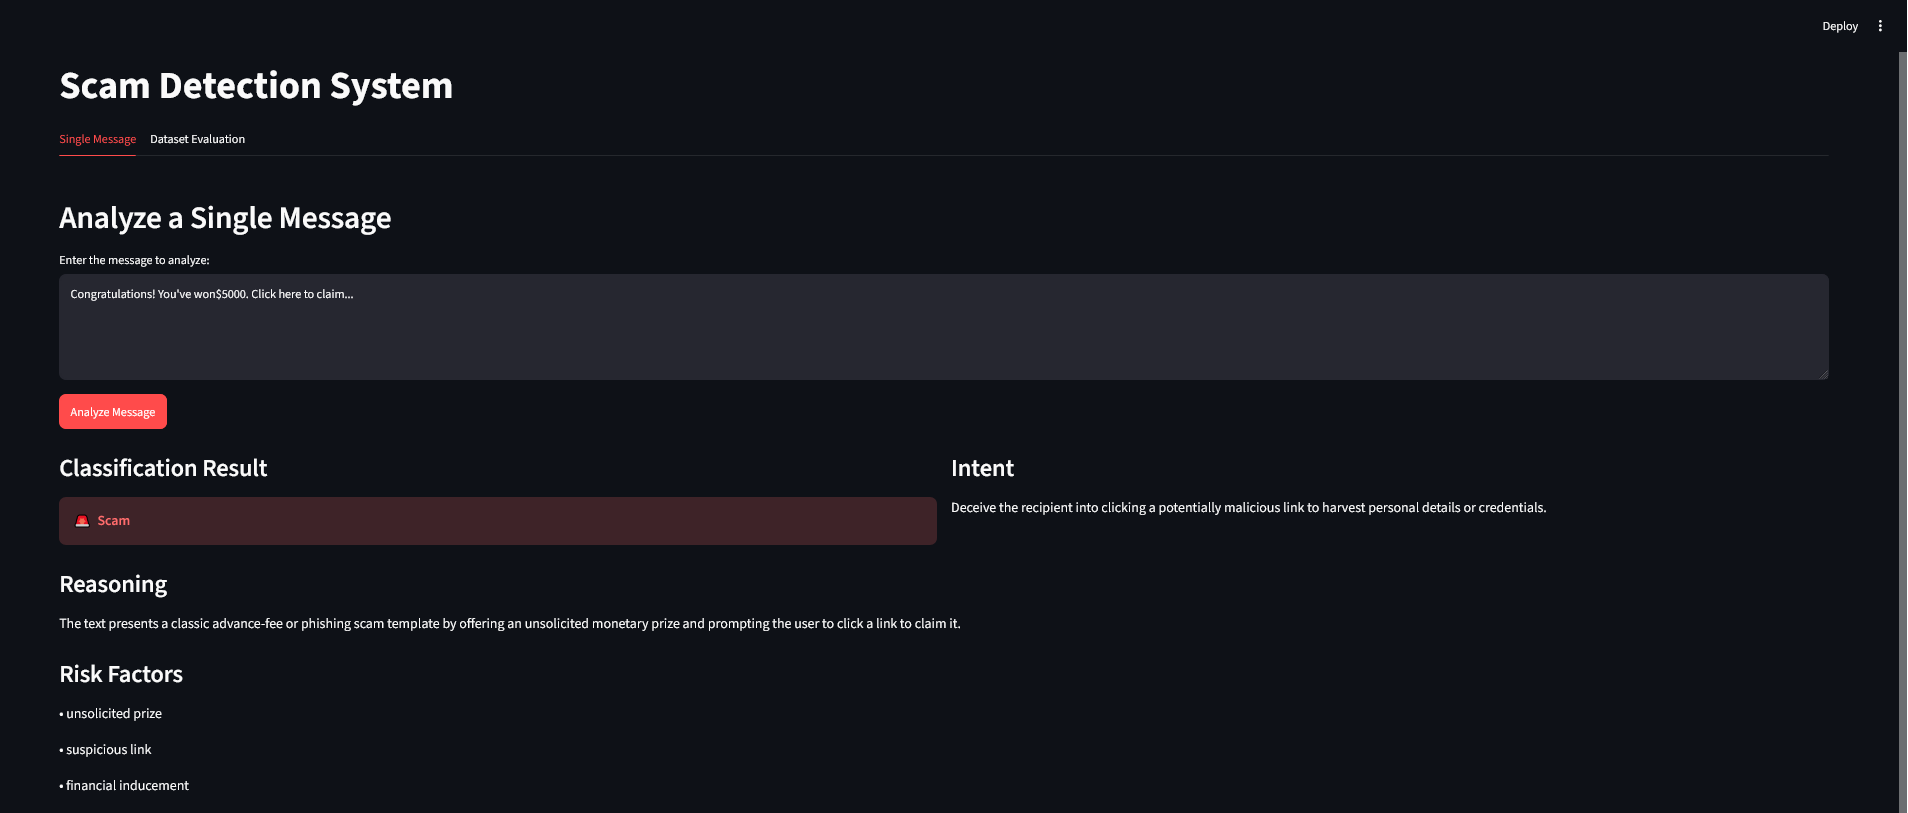 Deploy
Scam Detection System
Single Message
Dataset Evaluation
Analyze a Single Message
Enter the message to analyze:
Congratulations! You've won$5000. Click here to claim...
Analyze Message
Classification Result
Scam
Intent
Deceive the recipient into clicking a potentially malicious link to harvest personal details or credentials.
Reasoning
The text presents a classic advance-fee or phishing scam template by offering an unsolicited monetary prize and prompting the user to click a link to claim it.
Risk Factors
• unsolicited prize
• suspicious link
• financial inducement